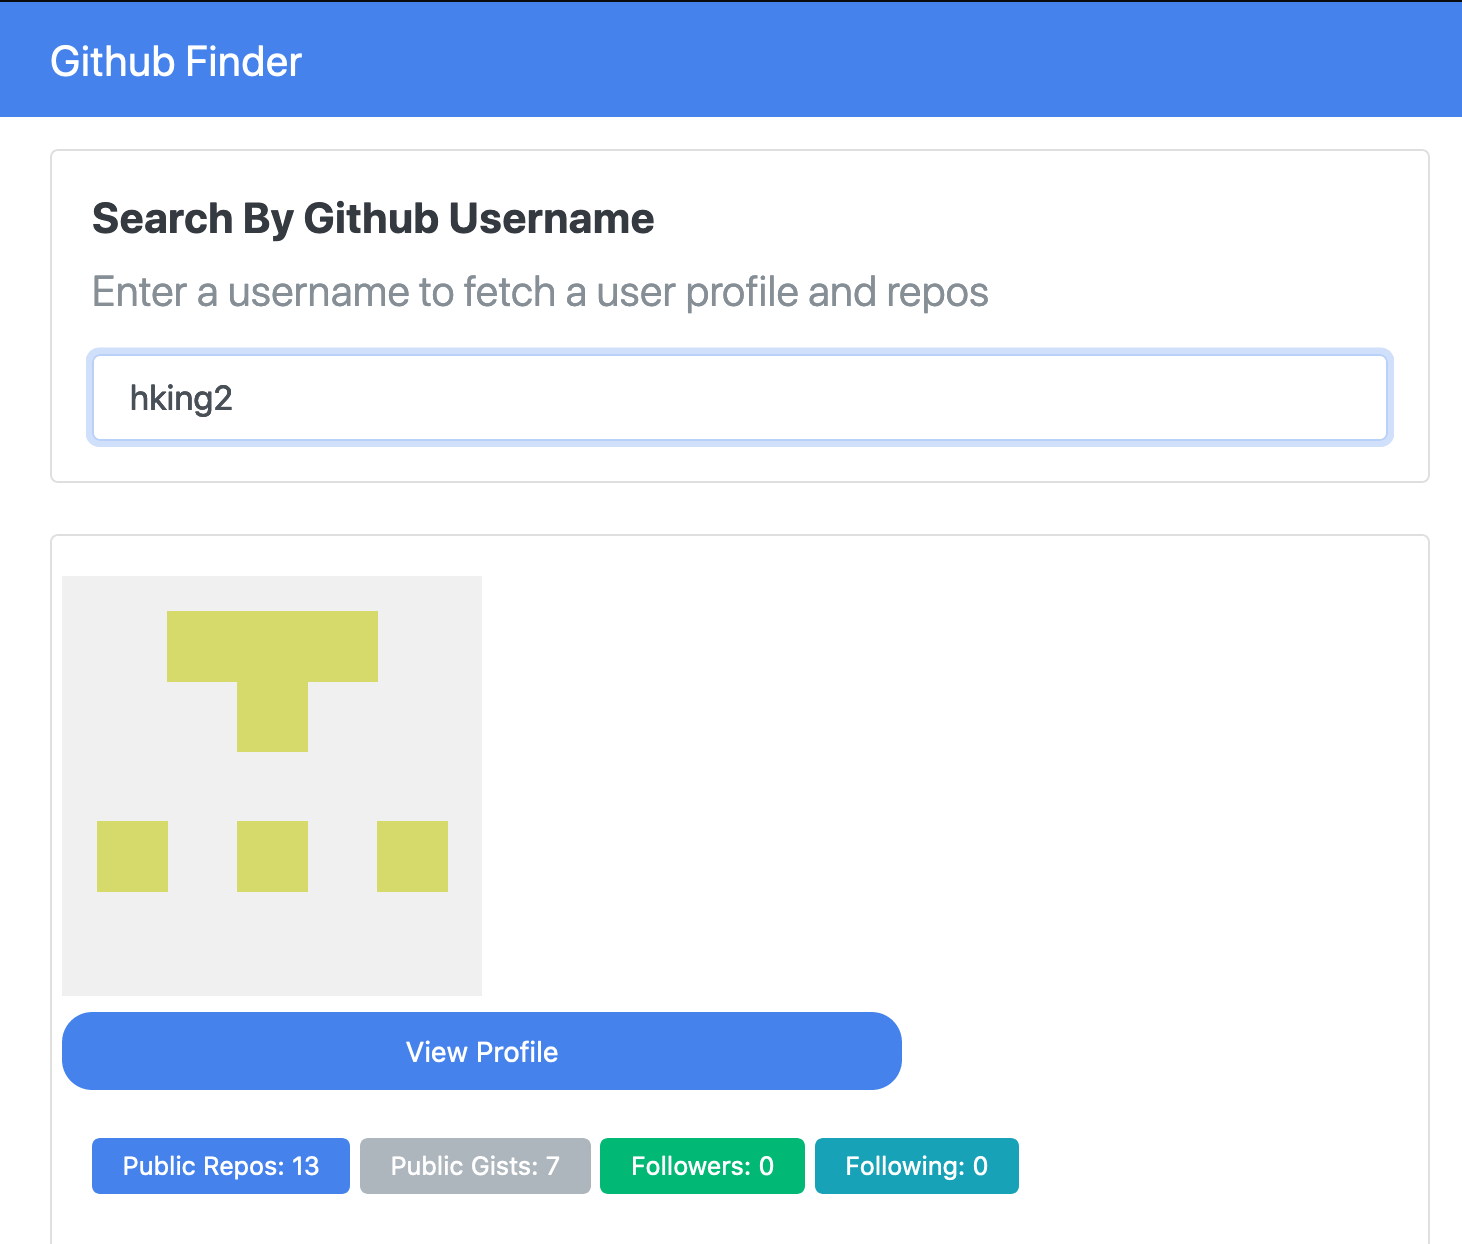 Github Finder
Search By Github Username
Enter a username to fetch a user profile and repos
hking2
View Profile
Public Repos: 13 Public Gists: 7 Followers: 0 Following: 0